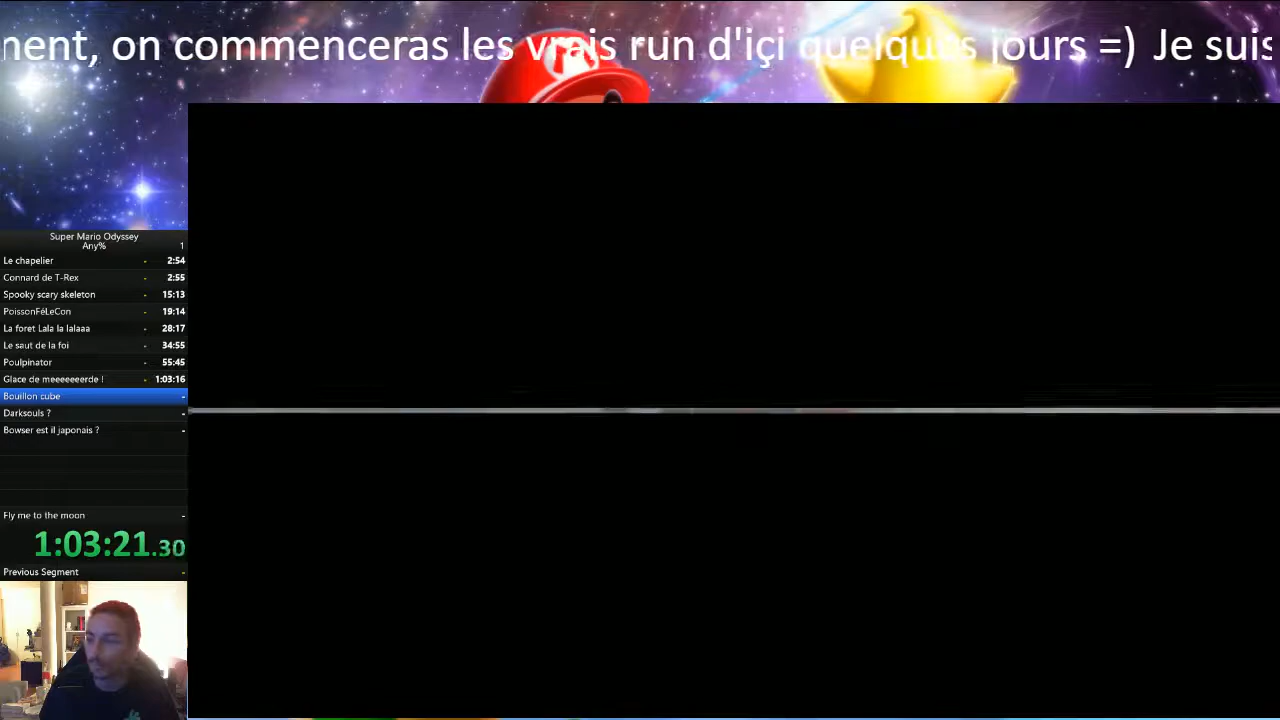 nent, on commenceras les vrais run d'içi quelques jours =) Je suis
Super Mario Odyssey
Any% 1
Le chapelier - 2:54
Connard de T-Rex - 2:55
Spooky scary skeleton - 15:13
PoissonFéLeCon - 19:14
La foret Lala la lalaaa - 28:17
Le saut de la foi - 34:55
Poulpinator - 55:45
Glace de meeeeeeerde ! - 1:03:16
Bouillon cube -
Darksouls ? -
Bowser est il japonais ? -
Fly me to the moon -
1:03:21.30
Previous Segment -